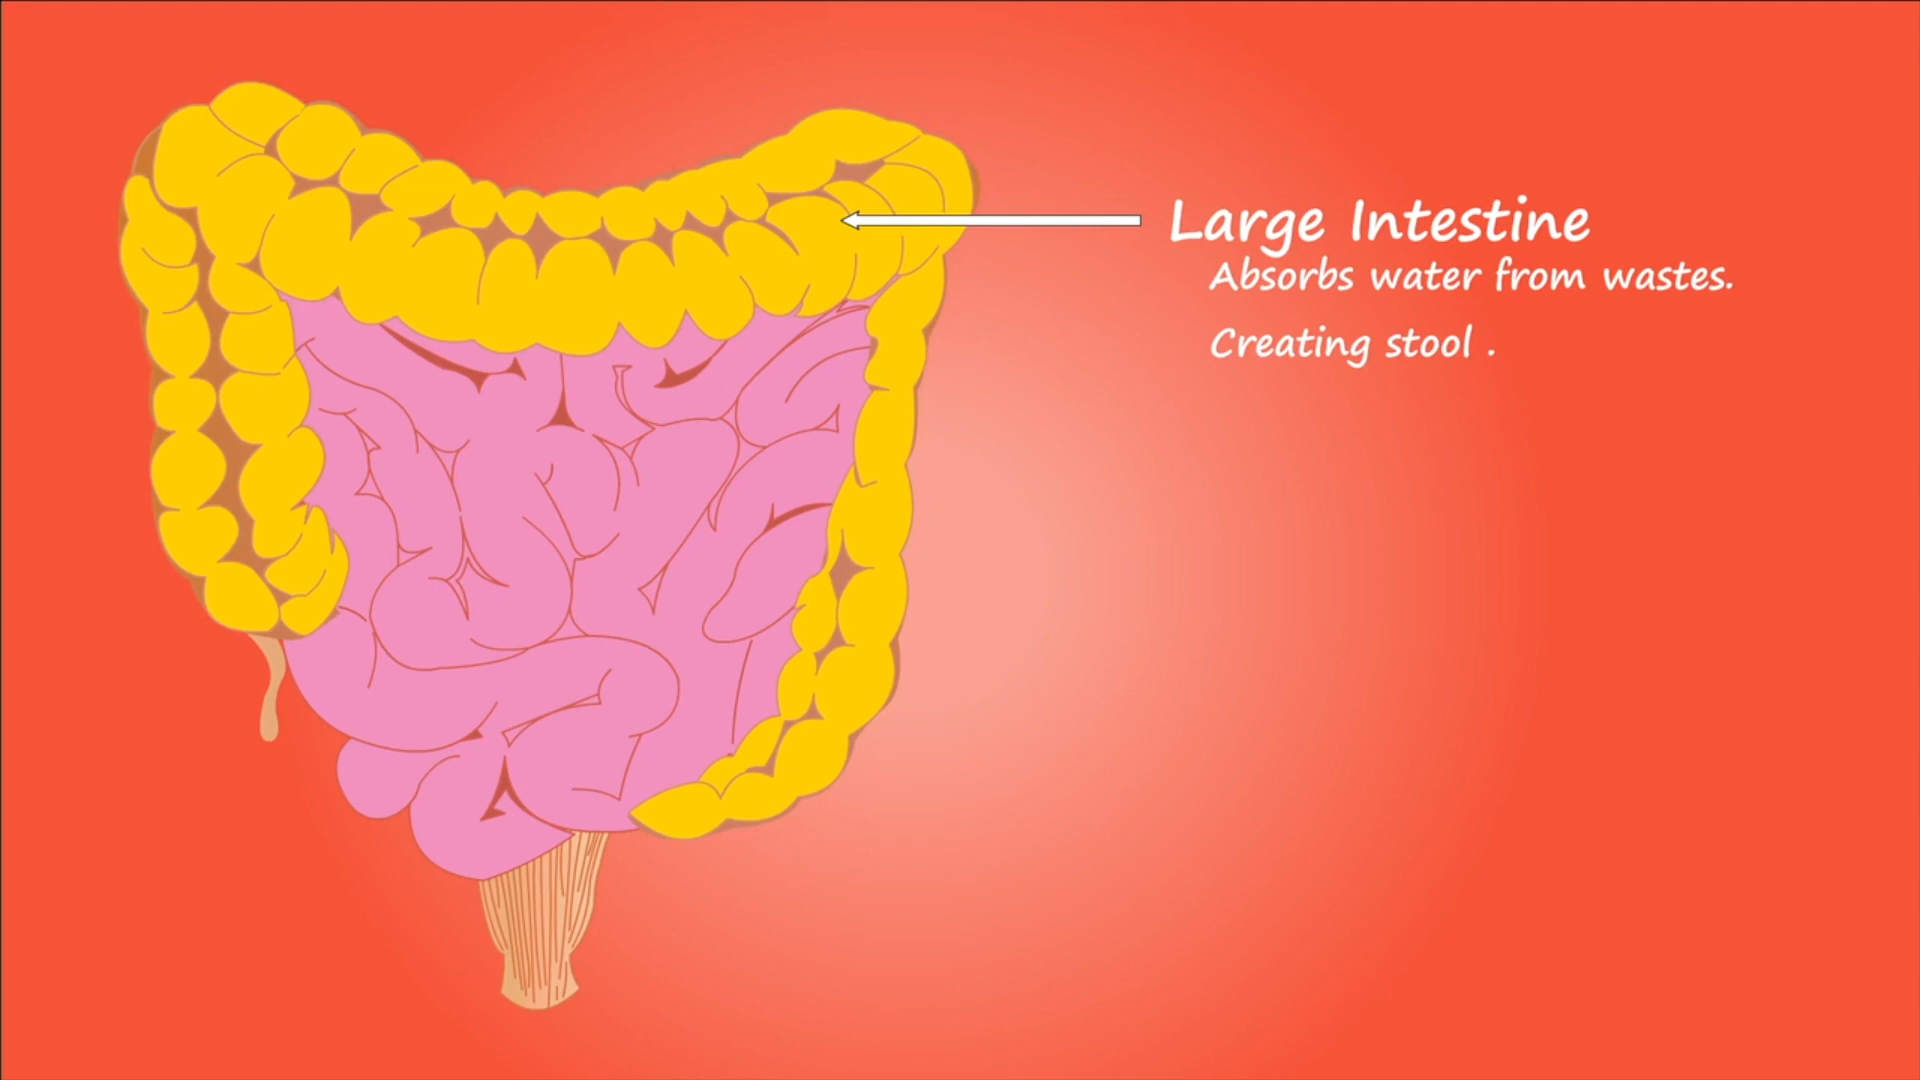 Large Intestine
Absorbs water from wastes.
Creating stool .